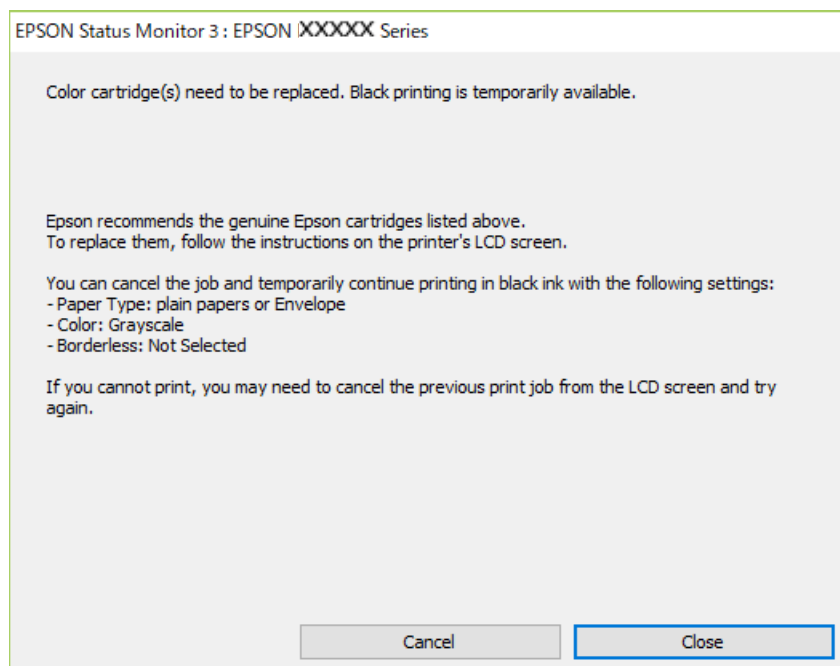 EPSON Status Monitor 3 : EPSON XXXXX Series
Color cartridge(s) need to be replaced. Black printing is temporarily available.
Epson recommends the genuine Epson cartridges listed above.
To replace them, follow the instructions on the printer's LCD screen.
You can cancel the job and temporarily continue printing in black ink with the following settings:
- Paper Type: plain papers or Envelope
- Color: Grayscale
- Borderless: Not Selected
If you cannot print, you may need to cancel the previous print job from the LCD screen and try
again.
Cancel
Close